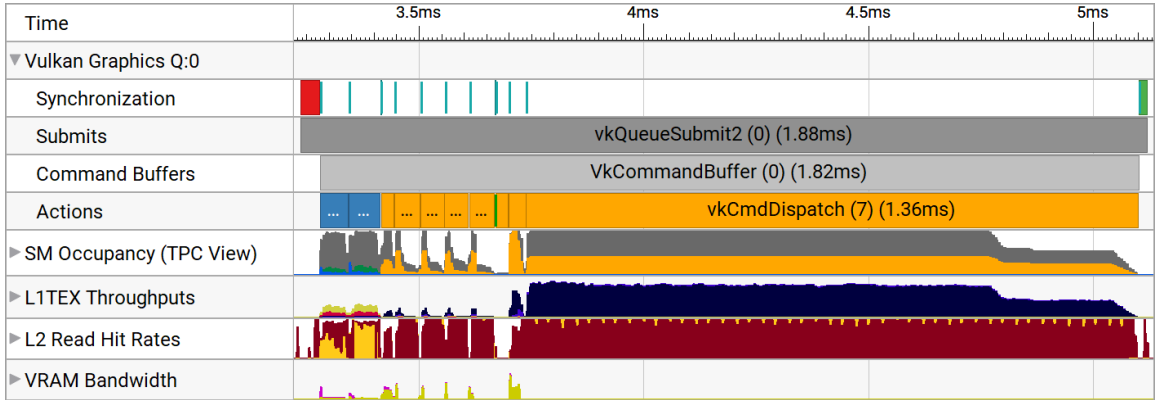 Time 3.5ms 4ms 4.5ms 5ms
Vulkan Graphics Q:0
Synchronization
Submits vkQueueSubmit2 (0) (1.88ms)
Command Buffers VkCommandBuffer (0) (1.82ms)
Actions ... ... ... ... ... ... vkCmdDispatch (7) (1.36ms)
SM Occupancy (TPC View)
L1TEX Throughputs
L2 Read Hit Rates
VRAM Bandwidth